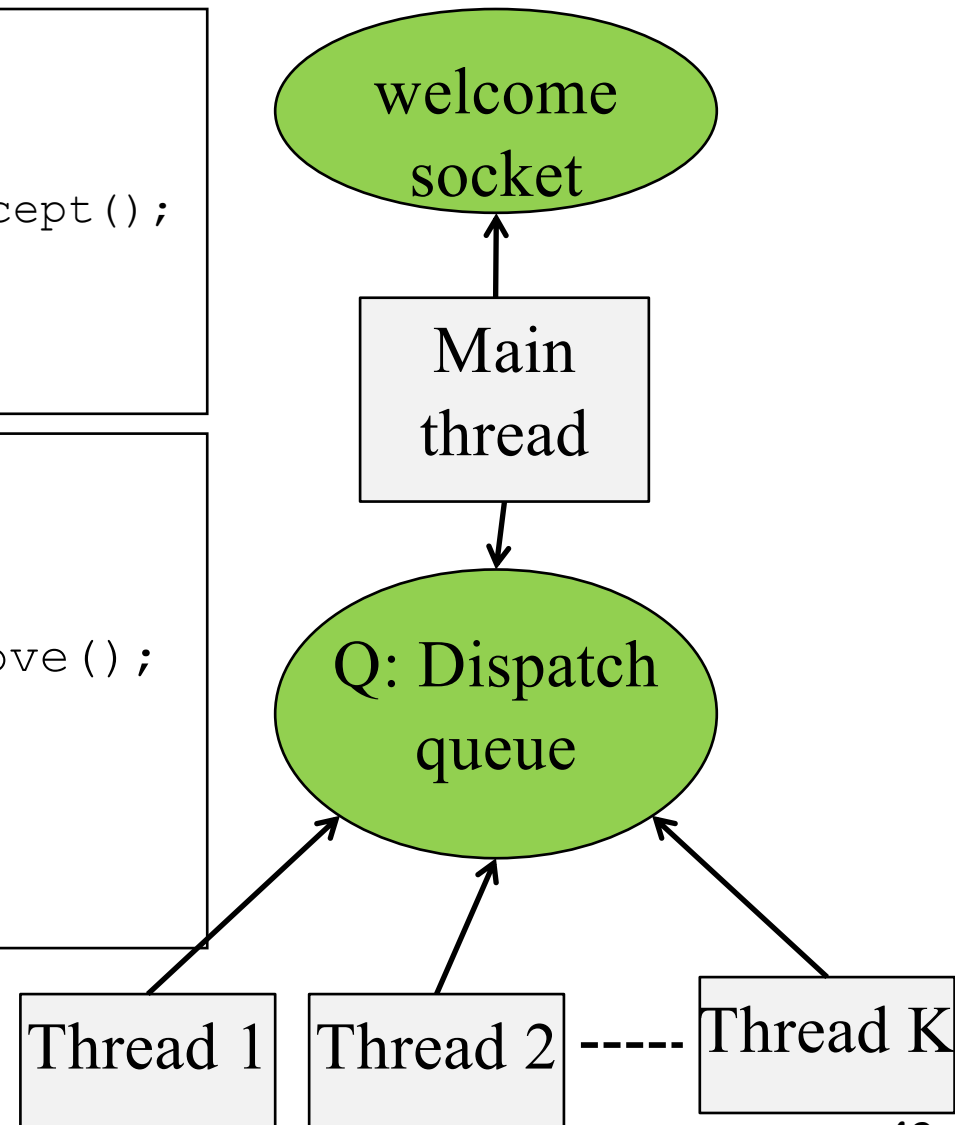 welcome
socket
cept();
Main
thread
ove();
Q: Dispatch
queue
Thread 1
Thread 2
-----
Thread K